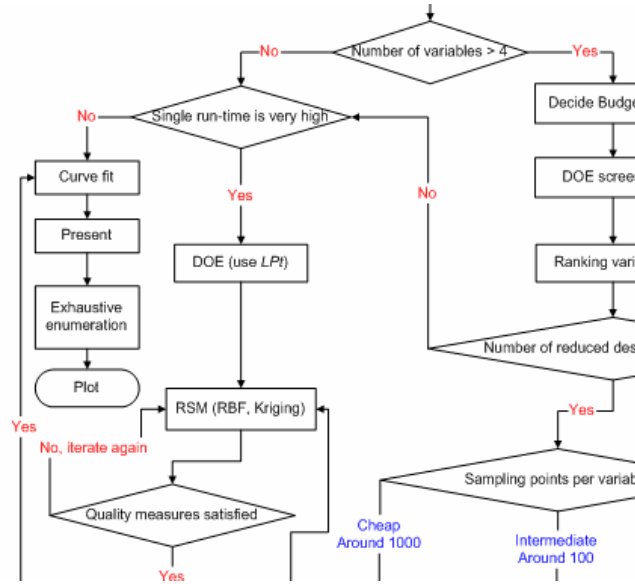 Number of variables > 4
No
Yes
Single run-time is very high
No
Decide Budge
Curve fit
DOE scree
Yes
No
Present
DOE (use LPt)
Ranking vari
Exhaustive
enumeration
Number of reduced des
Plot
RSM (RBF, Kriging)
Yes
Yes
No, iterate again
Sampling points per variab
Quality measures satisfied
Cheap
Around 1000
Intermediate
Around 100
Yes